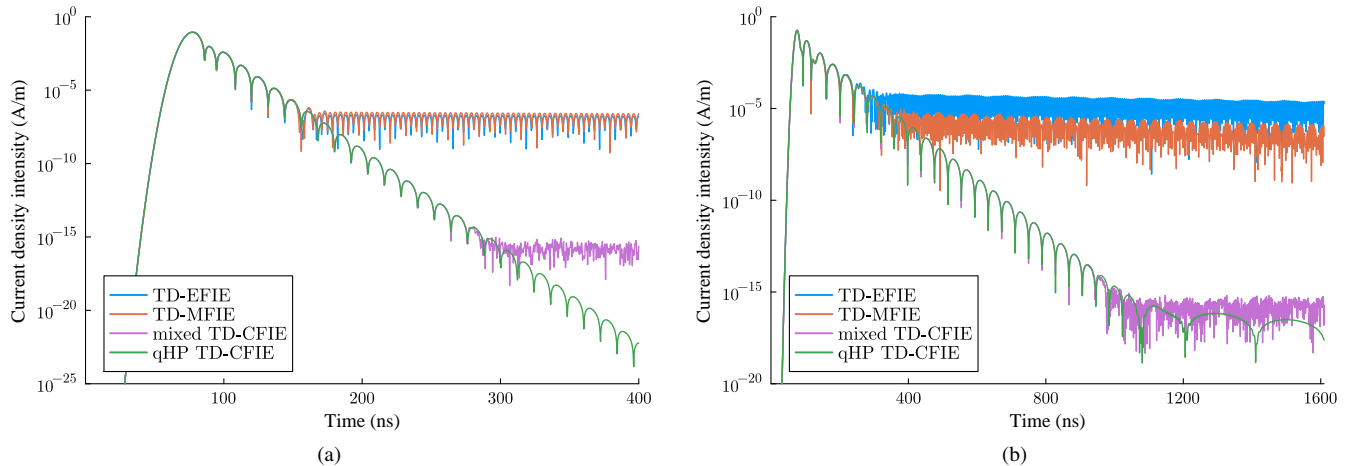 10^0
10^-5
10^-10
10^-15
10^-20
10^-25
Current density intensity (A/m)
100
200
300
400
Time (ns)
TD-EFIE
TD-MFIE
mixed TD-CFIE
qHP TD-CFIE
(a)
10^0
10^-5
10^-10
10^-15
10^-20
Current density intensity (A/m)
400
800
1200
1600
Time (ns)
TD-EFIE
TD-MFIE
mixed TD-CFIE
qHP TD-CFIE
(b)